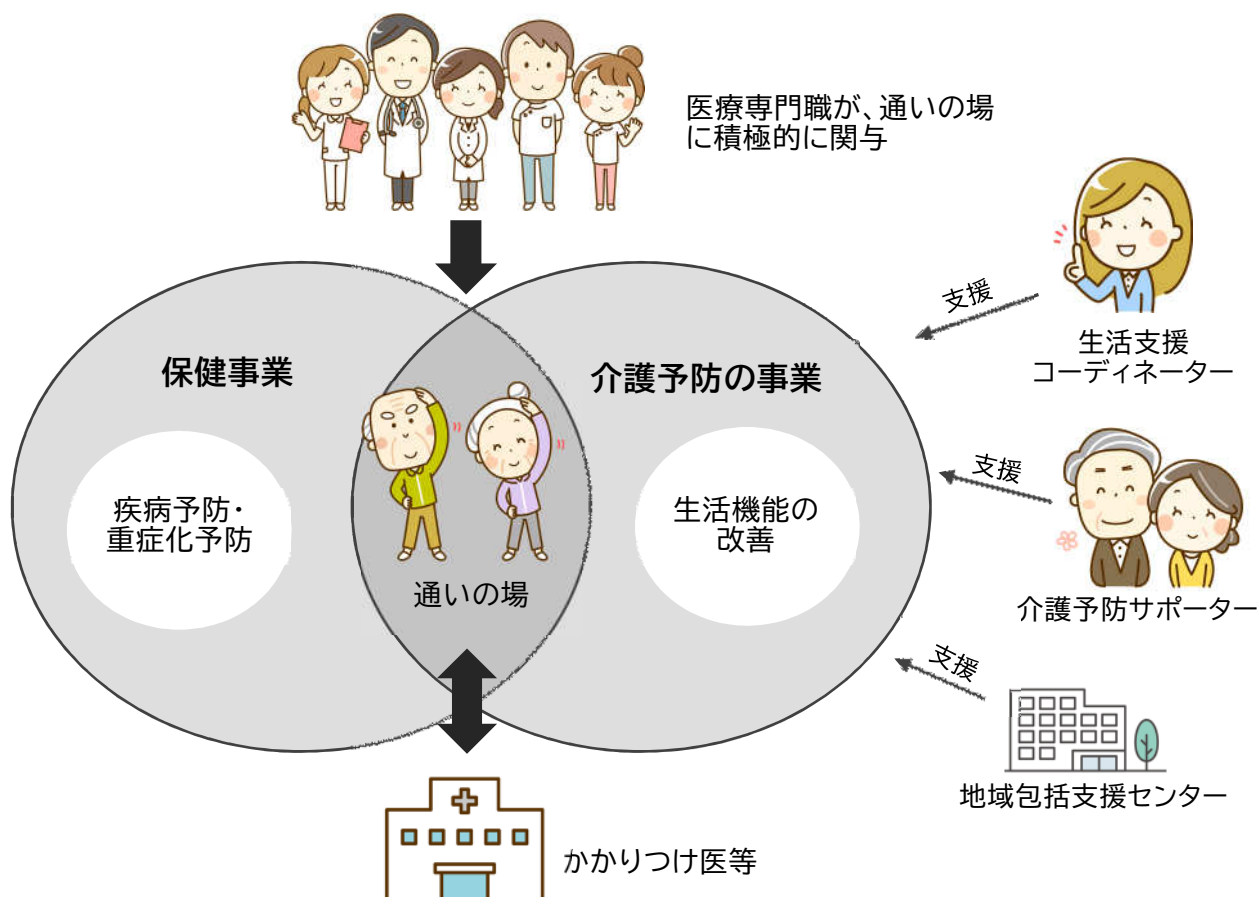 医療専門職が、通いの場
に積極的に関与
支援
生活支援
コーディネーター
保健事業
介護予防の事業
支援
疾病予防・
重症化予防
生活機能の
改善
通いの場
介護予防サポーター
支援
地域包括支援センター
かかりつけ医等